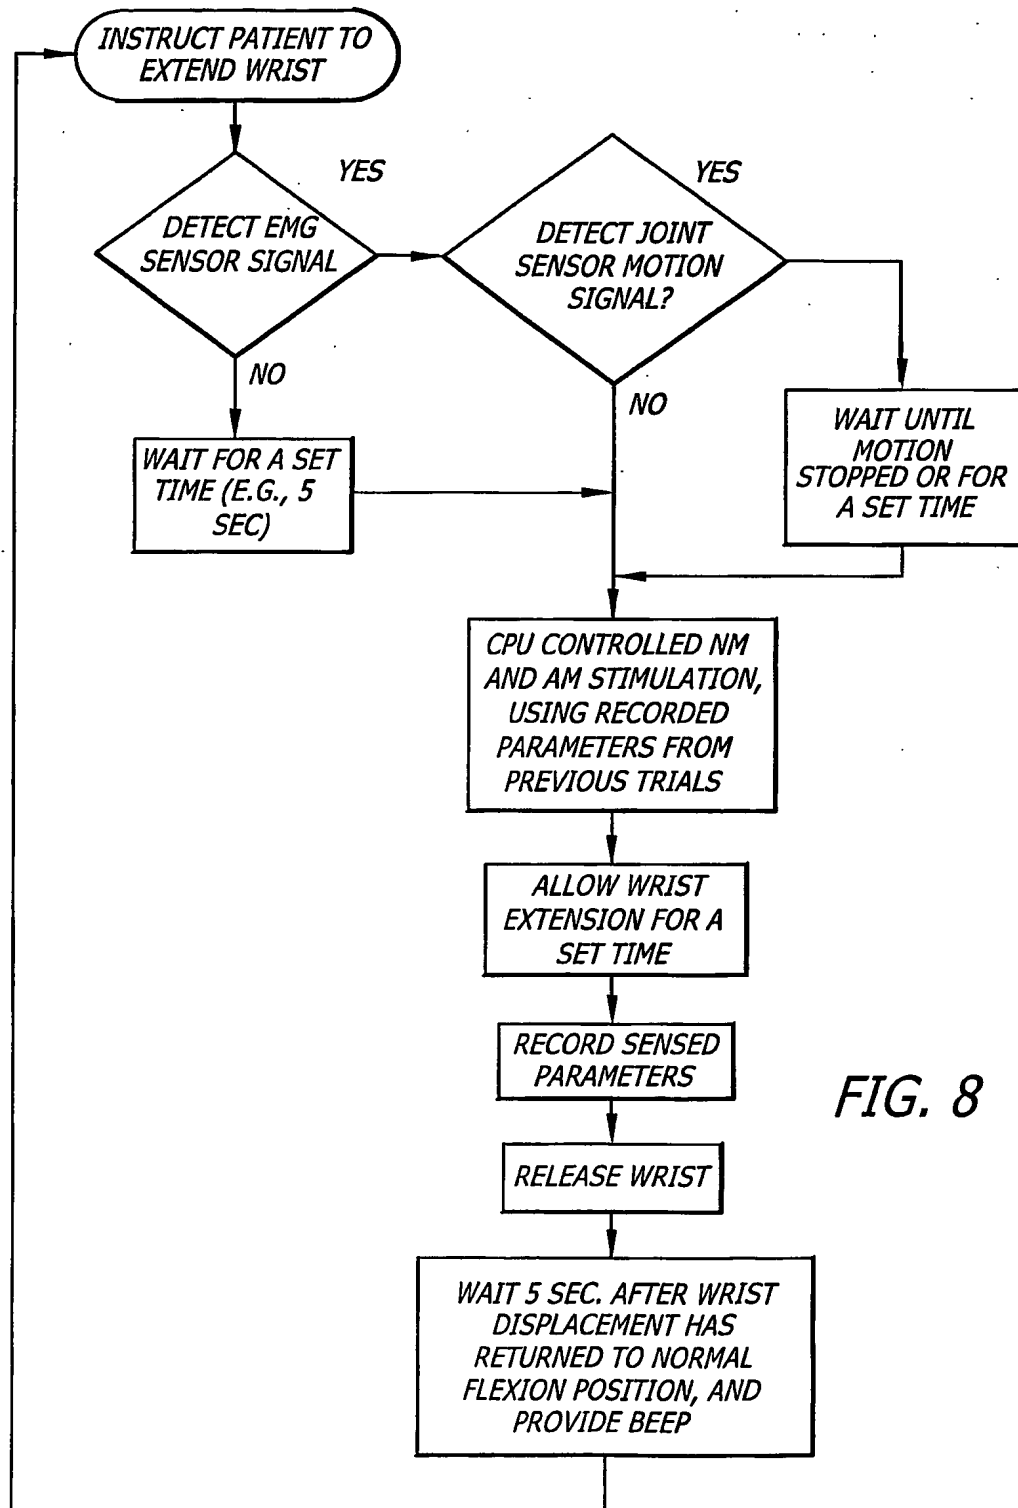 INSTRUCT PATIENT TO
EXTEND WRIST
YES
DETECT EMG
SENSOR SIGNAL
NO
YES
DETECT JOINT
SENSOR MOTION
SIGNAL?
NO
WAIT FOR A SET
TIME (E.G., 5
SEC)
WAIT UNTIL
MOTION
STOPPED OR FOR
A SET TIME
CPU CONTROLLED NM
AND AM STIMULATION,
USING RECORDED
PARAMETERS FROM
PREVIOUS TRIALS
ALLOW WRIST
EXTENSION FOR A
SET TIME
RECORD SENSED
PARAMETERS
RELEASE WRIST
WAIT 5 SEC. AFTER WRIST
DISPLACEMENT HAS
RETURNED TO NORMAL
FLEXION POSITION, AND
PROVIDE BEEP
FIG. 8